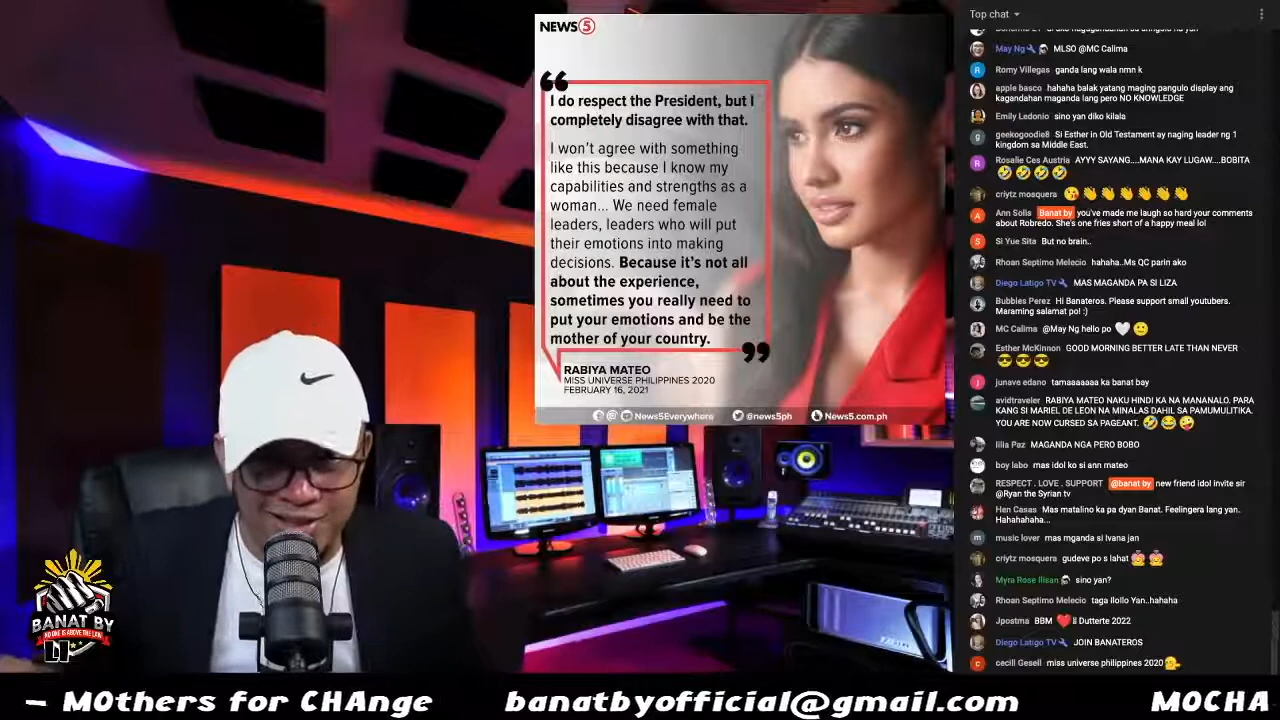 NEWS5
I do respect the President, but I
completely disagree with that.
I won't agree with something
like this because I know my
capabilities and strengths as a
woman... We need female
leaders, leaders who will put
their emotions into making
decisions. Because it's not all
about the experience,
sometimes you really need to
put your emotions and be the
mother of your country.
RABIYA MATEO
MISS UNIVERSE PHILIPPINES 2020
FEBRUARY 16, 2021
News5Everywhere @news5ph News5.com.ph
BANAT BY
NO ONE IS ABOVE THE LAW
Top chat
May Ng MLSO @MC Calima
Romy Villegas ganda lang wala nmn k
apple basco hahaha balak yatang maging pangulo display ang
kagandahan maganda lang pero NO KNOWLEDGE
Emily Ledonio sino yan diko kilala
geekogoodie8 Si Esther in Old Testament ay naging leader ng 1
kingdom sa Middle East.
Rosalie Ces Austria AYYY SAYANG....MANA KAY LUGAW....BOBITA
🤣🤣🤣🤣
criytz mosquera 😘👏👏👏👏👏👏
Ann Solis Banat by you've made me laugh so hard your comments
about Robredo. She's one fries short of a happy meal lol
Si Yue Sita But no brain..
Rhoan Septimo Melecio hahaha..Ms QC parin ako
Diego Latigo TV MAS MAGANDA PA SI LIZA
Bubbles Perez Hi Banateros. Please support small youtubers.
Maraming salamat po! :)
MC Calima @May Ng hello po 🤍🙂
Esther McKinnon GOOD MORNING BETTER LATE THAN NEVER
😎😎😎
junave edano tamaaaaaaa ka banat bay
avidtraveler RABIYA MATEO NAKU HINDI KA NA MANANALO. PARA
KANG SI MARIEL DE LEON NA MINALAS DAHIL SA PAMUMULITIKA.
YOU ARE NOW CURSED SA PAGEANT. 🤣😂🤪
lilia Paz MAGANDA NGA PERO BOBO
boy labo mas idol ko si ann mateo
RESPECT . LOVE . SUPPORT @banat by new friend idol invite sir
@Ryan the Syrian tv
Hen Casas Mas matalino ka pa dyan Banat. Feelingera lang yan.
Hahahahaha...
music lover mas mganda si Ivana jan
criytz mosquera gudeve po s lahat
Myra Rose Ilisan sino yan?
Rhoan Septimo Melecio taga Ilollo Yan..hahaha
Jpostma BBM ❤️ll Dutterte 2022
Diego Latigo TV JOIN BANATEROS
cecill Gesell miss universe philippines 2020
– MOthers for CHAnge banatbyofficial@gmail.com MOCHA